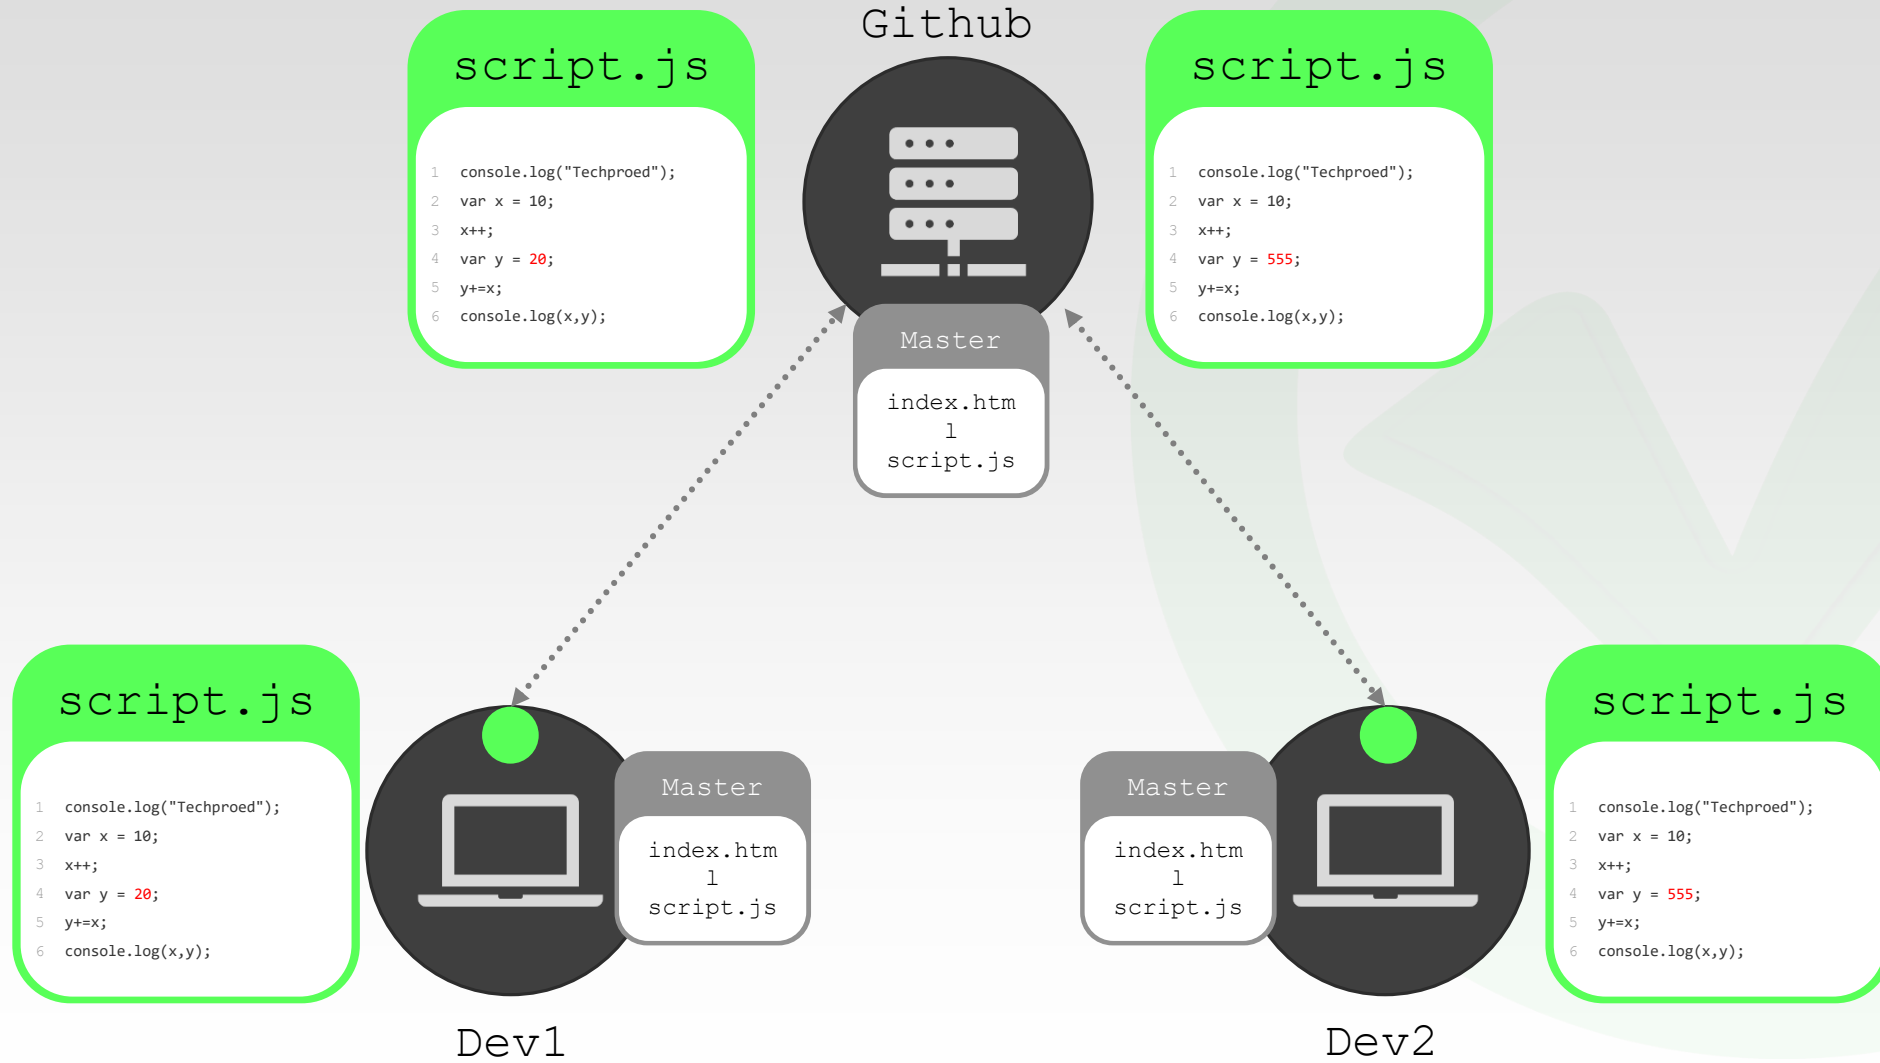 Github
script.js
1 console.log("Techproed");
2 var x = 10;
3 x++;
4 var y = 20;
5 y+=x;
6 console.log(x,y);
script.js
1 console.log("Techproed");
2 var x = 10;
3 x++;
4 var y = 555;
5 y+=x;
6 console.log(x,y);
Master
index.htm
l
script.js
script.js
1 console.log("Techproed");
2 var x = 10;
3 x++;
4 var y = 20;
5 y+=x;
6 console.log(x,y);
Master
index.htm
l
script.js
Dev1
Master
index.htm
l
script.js
script.js
1 console.log("Techproed");
2 var x = 10;
3 x++;
4 var y = 555;
5 y+=x;
6 console.log(x,y);
Dev2